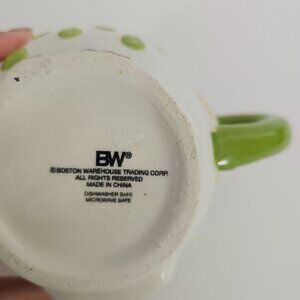 BW®
© BOSTON WAREHOUSE TRADING CORP.
ALL RIGHTS RESERVED
MADE IN CHINA
DISHWASHER SAFE
MICROWAVE SAFE